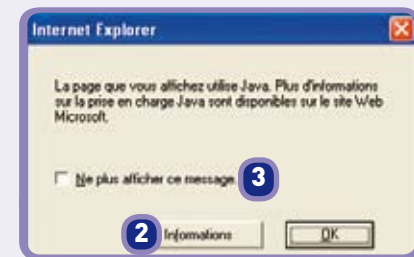 Internet Explorer
La page que vous affichez utilise Java. Plus d'informations
sur la prise en charge Java sont disponibles sur le site Web
Microsoft.
Ne plus afficher ce message. 3
2 Informations OK